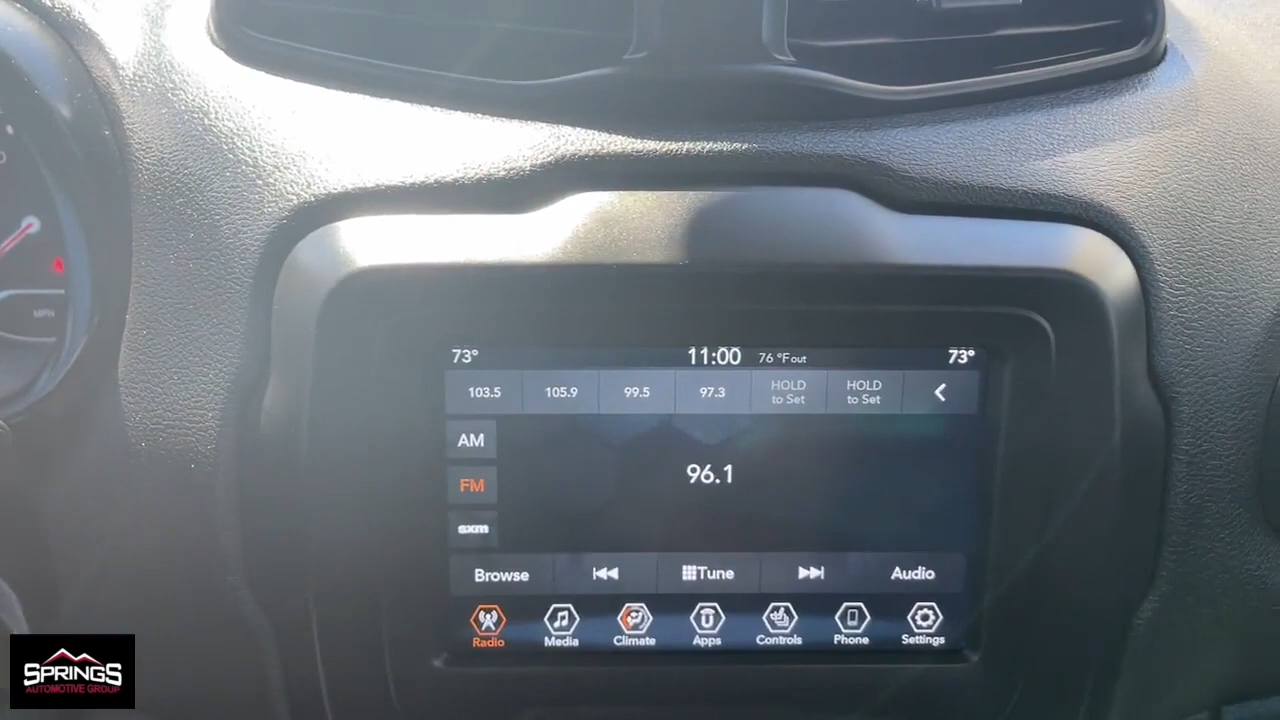 73° 11:00 76 °F out 73°
103.5 105.9 99.5 97.3 HOLD to Set HOLD to Set
AM
96.1
FM
sxm
Browse Tune Audio
Radio Media Climate Apps Controls Phone Settings
MPH
SPRINGS
AUTOMOTIVE GROUP